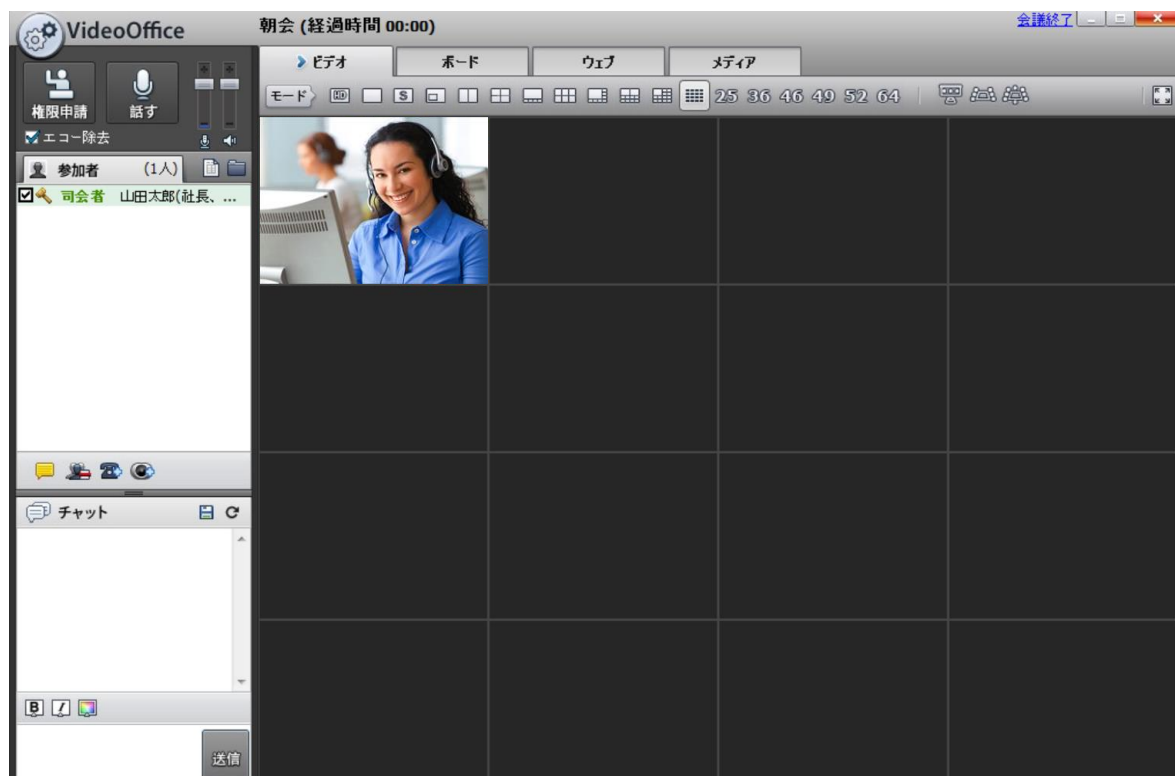 VideoOffice
朝会 (経過時間 00:00)
会議終了
ビデオ
ボード
ウェブ
メディア
権限申請
話す
モード
HD
S
25 36 46 49 52 64
エコー除去
参加者 (1人)
司会者 山田太郎(社長、...
チャット
B I
送信